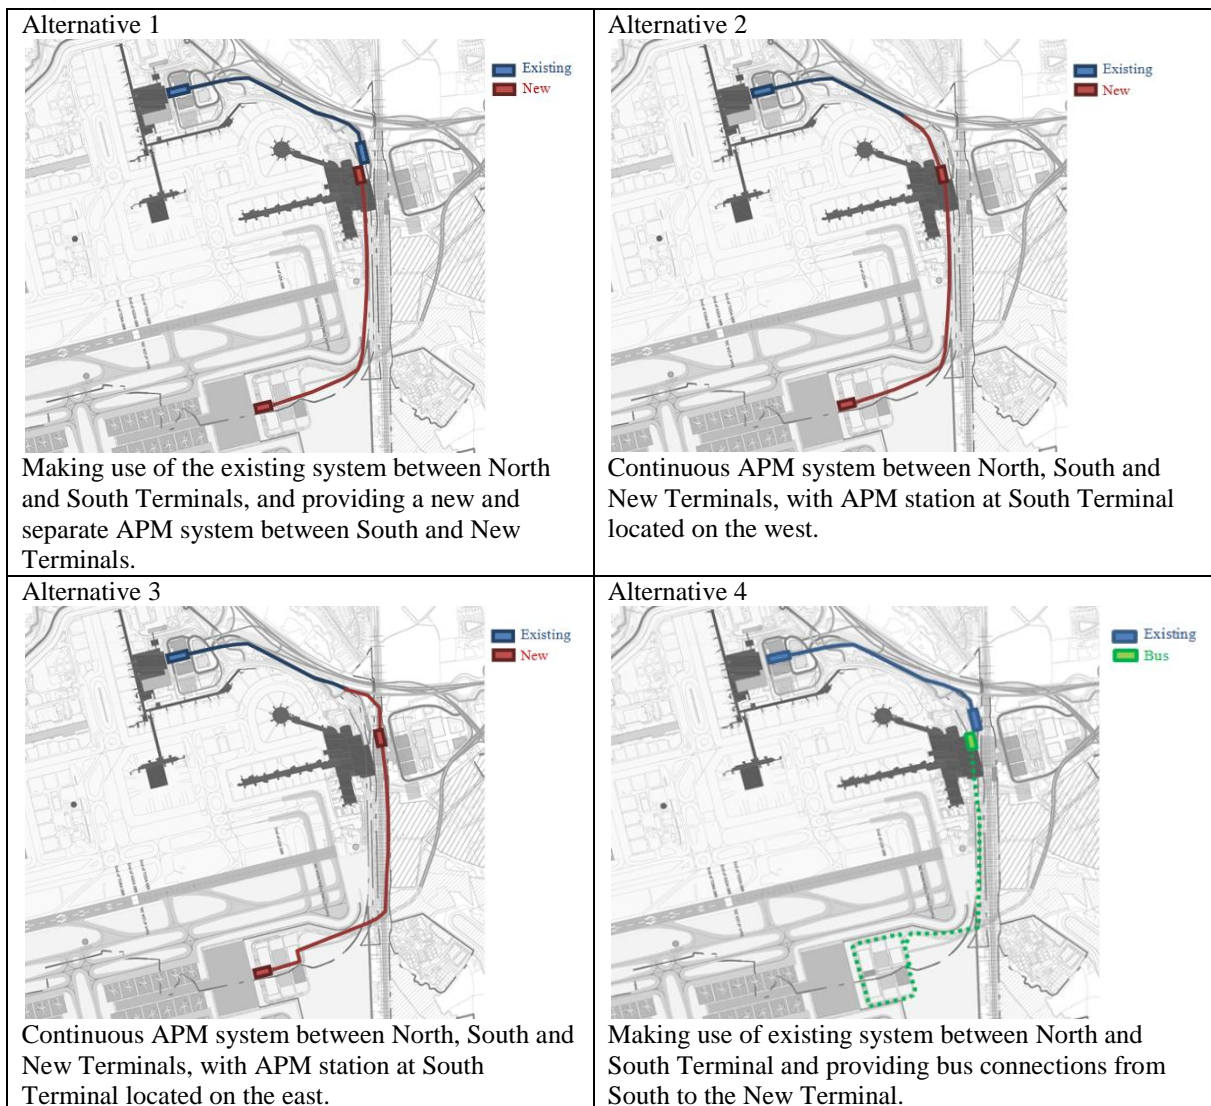 Alternative 1
Existing
New
Making use of the existing system between North
and South Terminals, and providing a new and
separate APM system between South and New
Terminals.
Alternative 2
Existing
New
Continuous APM system between North, South and
New Terminals, with APM station at South Terminal
located on the west.
Alternative 3
Existing
New
Continuous APM system between North, South and
New Terminals, with APM station at South
Terminal located on the east.
Alternative 4
Existing
Bus
Making use of existing system between North and
South Terminal and providing bus connections from
South to the New Terminal.